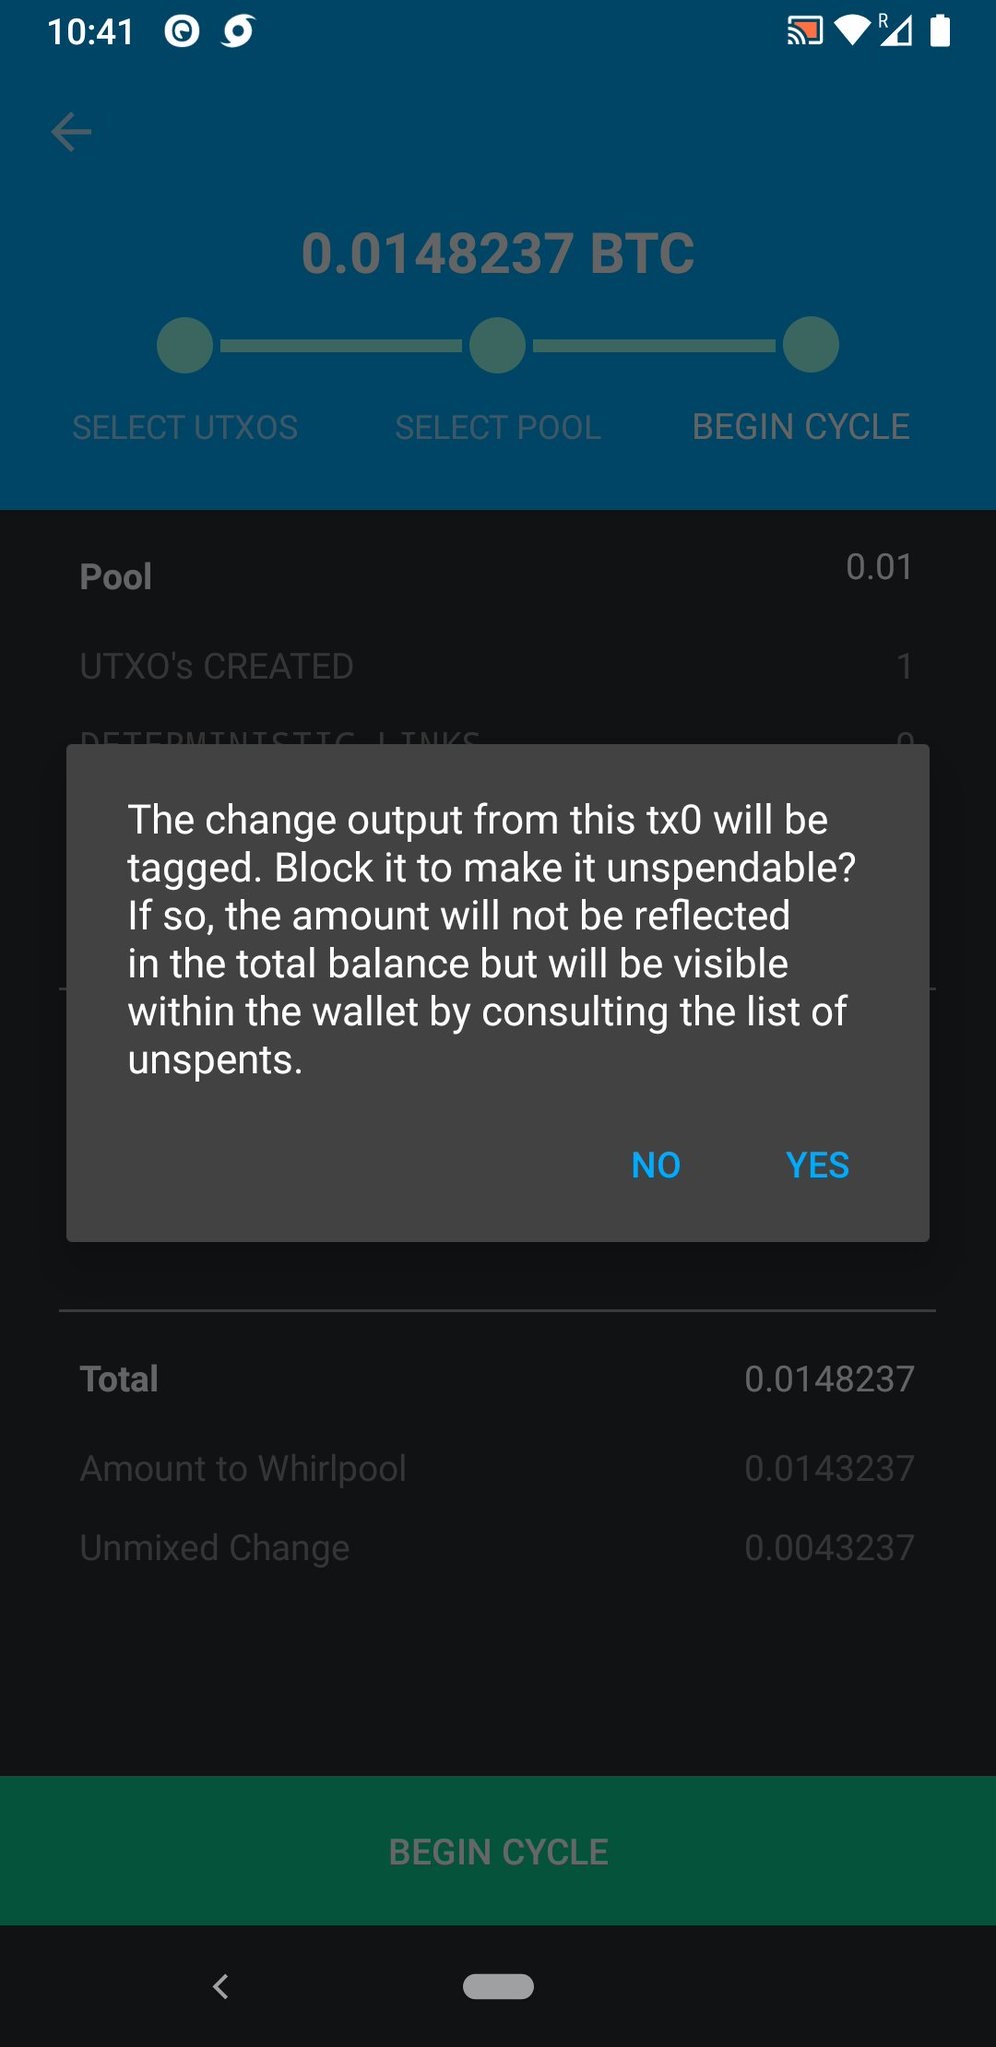 10:41
R
0.0148237 BTC
SELECT UTXOS SELECT POOL BEGIN CYCLE
Pool 0.01
UTXO's CREATED 1
DETERMINISTIC LINKS 0
The change output from this tx0 will be
tagged. Block it to make it unspendable?
If so, the amount will not be reflected
in the total balance but will be visible
within the wallet by consulting the list of
unspents.
NO YES
Total 0.0148237
Amount to Whirlpool 0.0143237
Unmixed Change 0.0043237
BEGIN CYCLE